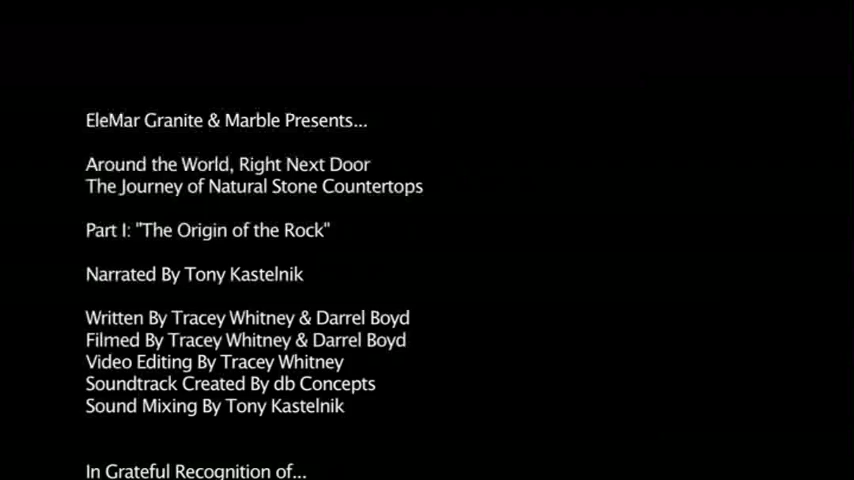 EleMar Granite & Marble Presents...
Around the World, Right Next Door
The Journey of Natural Stone Countertops
Part I: "The Origin of the Rock"
Narrated By Tony Kastelnik
Written By Tracey Whitney & Darrel Boyd
Filmed By Tracey Whitney & Darrel Boyd
Video Editing By Tracey Whitney
Soundtrack Created By db Concepts
Sound Mixing By Tony Kastelnik
In Grateful Recognition of...